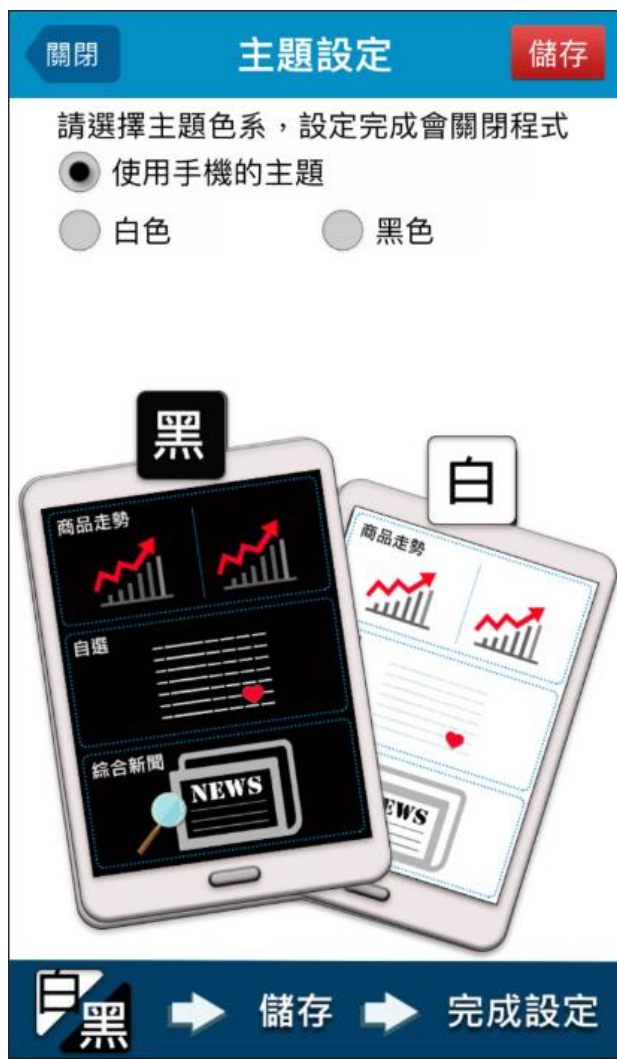 關閉
主題設定
儲存
請選擇主題色系，設定完成會關閉程式
使用手機的主題
白色
黑色
黑
商品走勢
自選
綜合新聞
NEWS
白
商品走勢
EWS
白
黑
儲存
完成設定